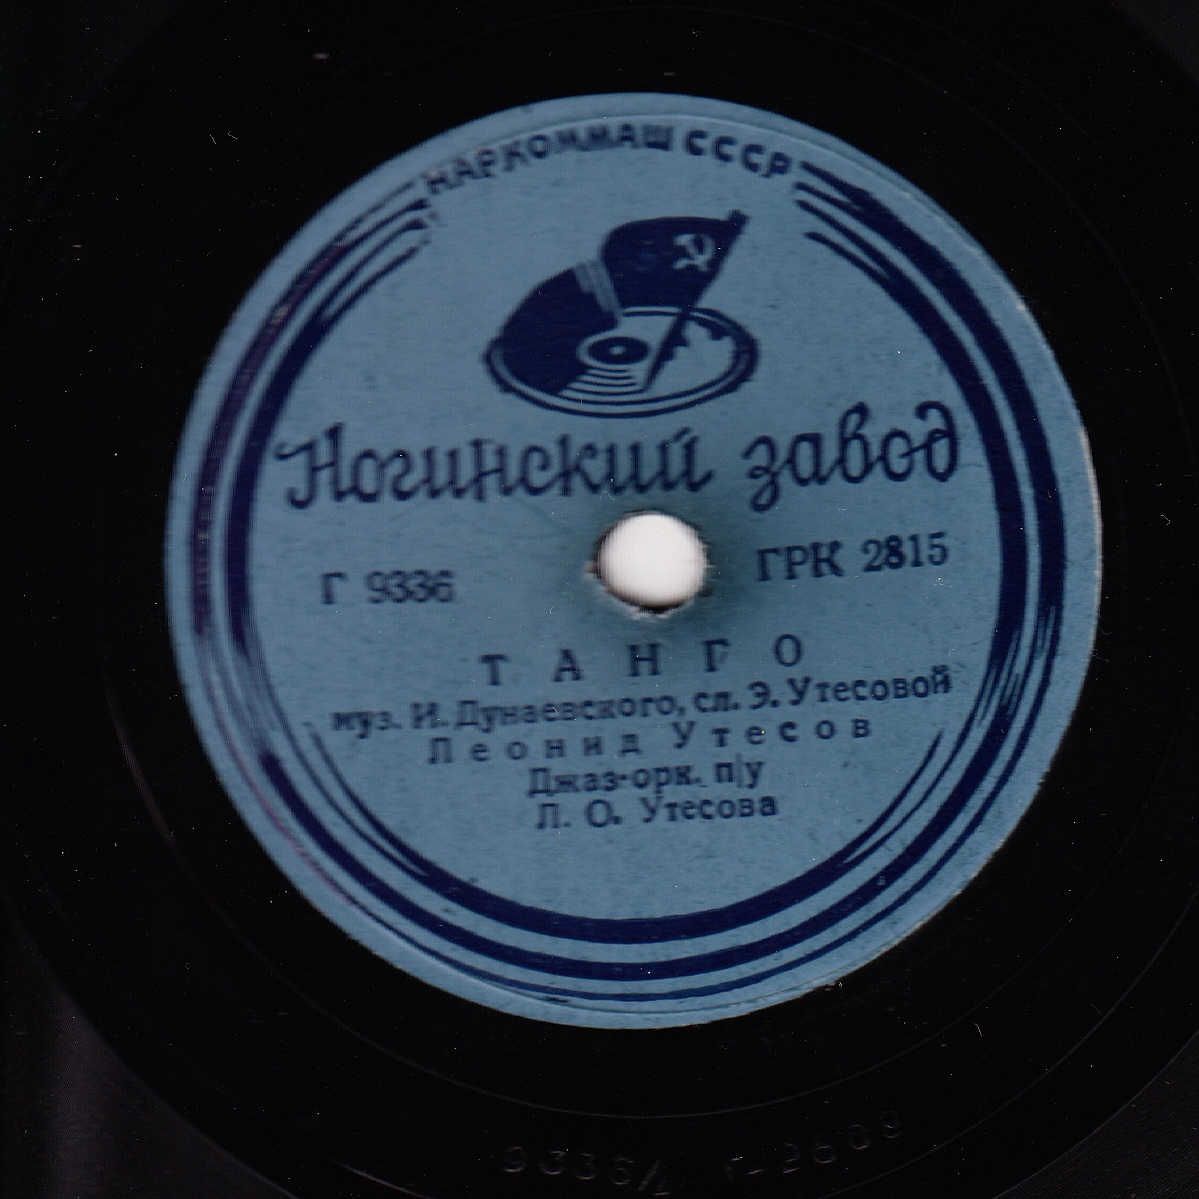 НАРКОММАШ СССР
Ногинский завод
Г 9336
ГРК 2815
ТАНГО
муз. И. Дунаевского, сл. Э. Утесовой
Леонид Утесов
Джаз-орк. п/у
Л. О. Утесова